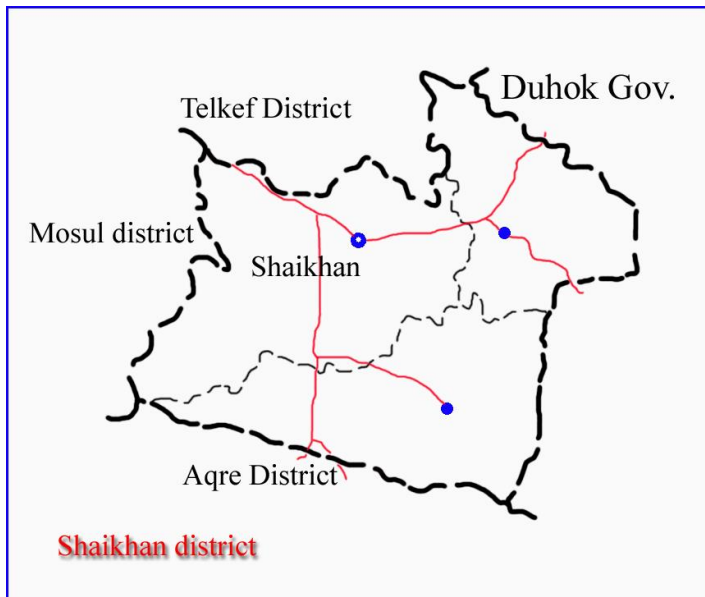 Duhok Gov.
Telkef District
Mosul district
Shaikhan
Aqre District
Shaikhan district